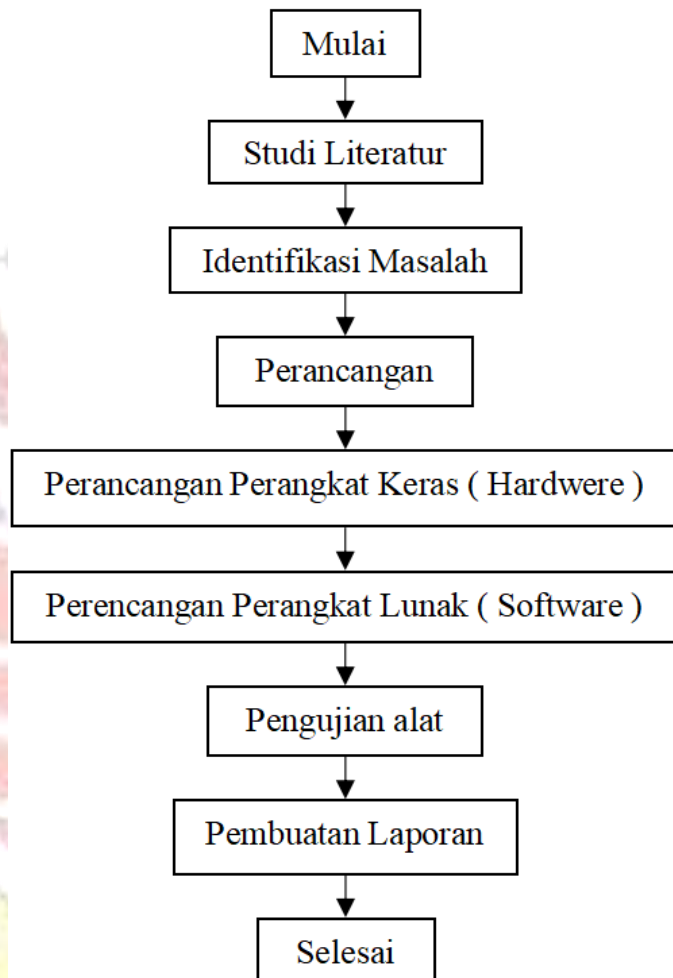 Mulai
Studi Literatur
Identifikasi Masalah
Perancangan
Perancangan Perangkat Keras ( Hardwere )
Perencangan Perangkat Lunak ( Software )
Pengujian alat
Pembuatan Laporan
Selesai